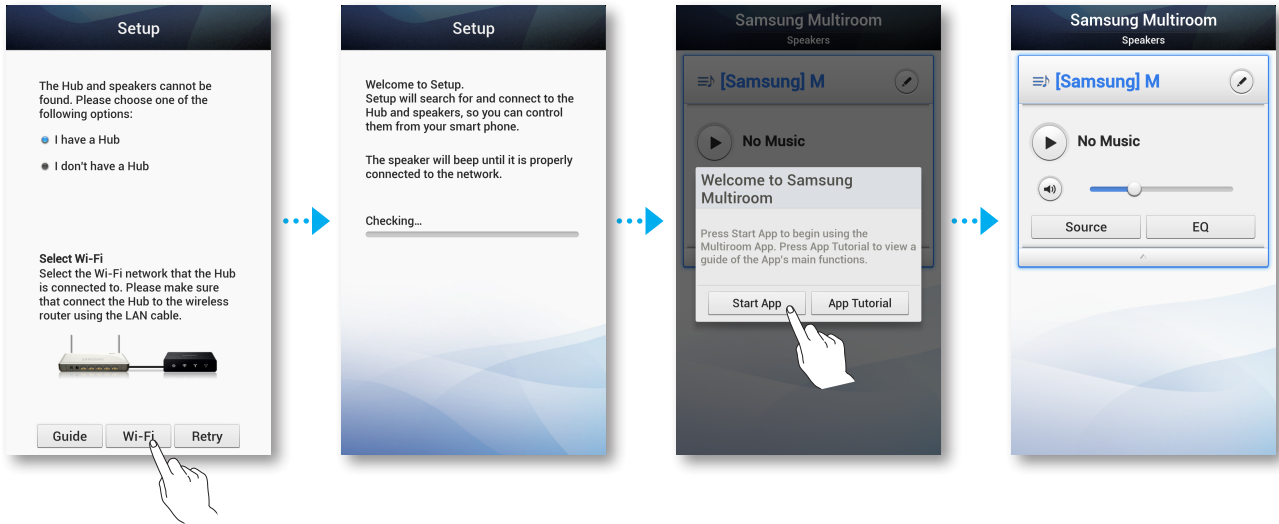 Setup
The Hub and speakers cannot be
found. Please choose one of the
following options:
I have a Hub
I don't have a Hub
Select Wi-Fi
Select the Wi-Fi network that the Hub
is connected to. Please make sure
that connect the Hub to the wireless
router using the LAN cable.
Guide
Wi-Fi
Retry
Setup
Welcome to Setup.
Setup will search for and connect to the
Hub and speakers, so you can control
them from your smart phone.
The speaker will beep until it is properly
connected to the network.
Checking...
Samsung Multiroom
Speakers
[Samsung] M
No Music
Welcome to Samsung
Multiroom
Press Start App to begin using the
Multiroom App. Press App Tutorial to view a
guide of the App's main functions.
Start App
App Tutorial
Samsung Multiroom
Speakers
[Samsung] M
No Music
Source
EQ